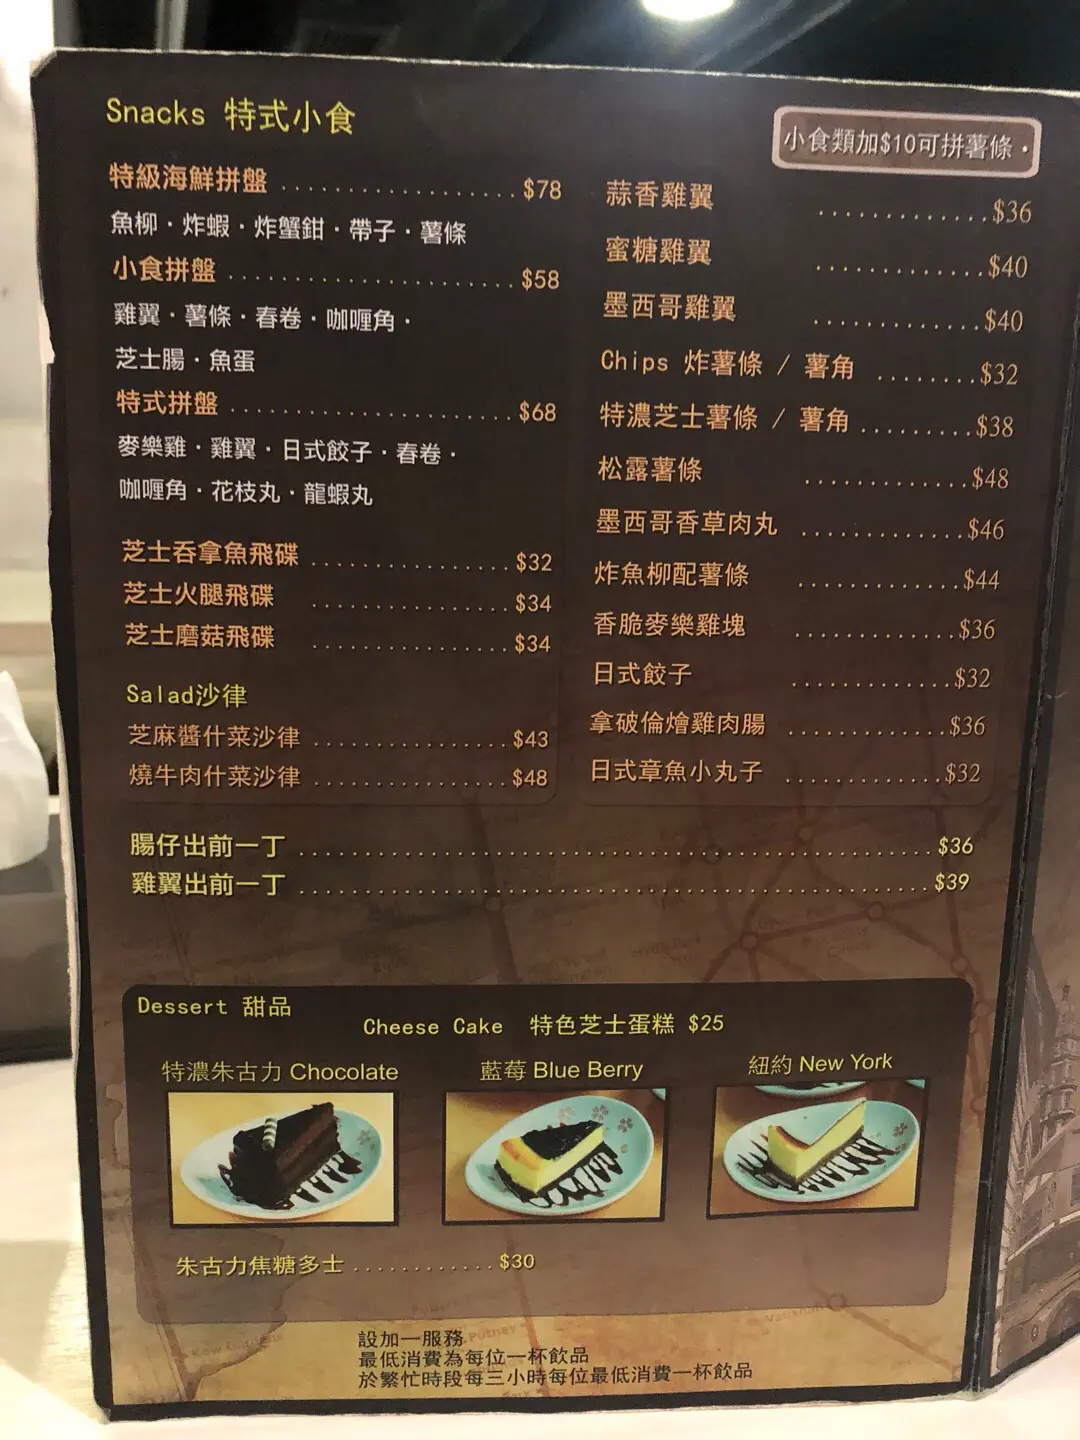 Snacks 特式小食
特級海鮮拼盤 ................... $78
魚柳·炸蝦·炸蟹鉗·帶子·薯條
小食拼盤 ....................... $58
雞翼·薯條·春卷·咖喱角·
芝士腸·魚蛋
特式拼盤 ....................... $68
麥樂雞·雞翼·日式餃子·春卷·
咖喱角·花枝丸·龍蝦丸
芝士吞拿魚飛碟 ................ $32
芝士火腿飛碟 ................ $34
芝士磨菇飛碟 ................ $34
Salad沙律
芝麻醬什菜沙律 ................ $43
燒牛肉什菜沙律 ................ $48
小食類加$10可拼薯條·
蒜香雞翼 ............. $36
蜜糖雞翼 ............. $40
墨西哥雞翼 ............. $40
Chips 炸薯條 / 薯角 ........ $32
特濃芝士薯條 / 薯角 ......... $38
松露薯條 ............. $48
墨西哥香草肉丸 ............. $46
炸魚柳配薯條 ............. $44
香脆麥樂雞塊 ............. $36
日式餃子 ............. $32
拿破倫燴雞肉腸 ............. $36
日式章魚小丸子 ............. $32
腸仔出前一丁 ................................................ $36
雞翼出前一丁 ................................................ $39
Dessert 甜品
Cheese Cake 特色芝士蛋糕 $25
特濃朱古力 Chocolate
藍莓 Blue Berry
紐約 New York
朱古力焦糖多士 ............ $30
設加一服務
最低消費為每位一杯飲品
於繁忙時段每三小時每位最低消費一杯飲品